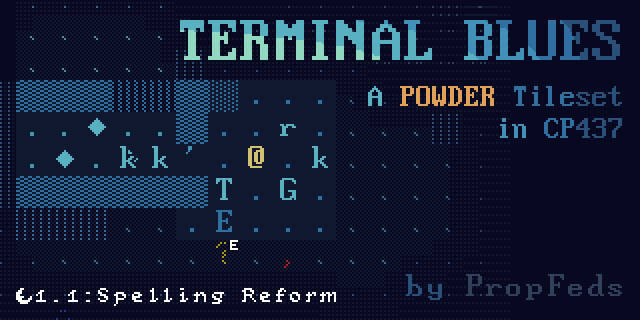 TERMINAL BLUES
A POWDER Tileset
in CP437
r
@
k k k
T G
E
E
1.1:Spelling Reform
by PropFeds